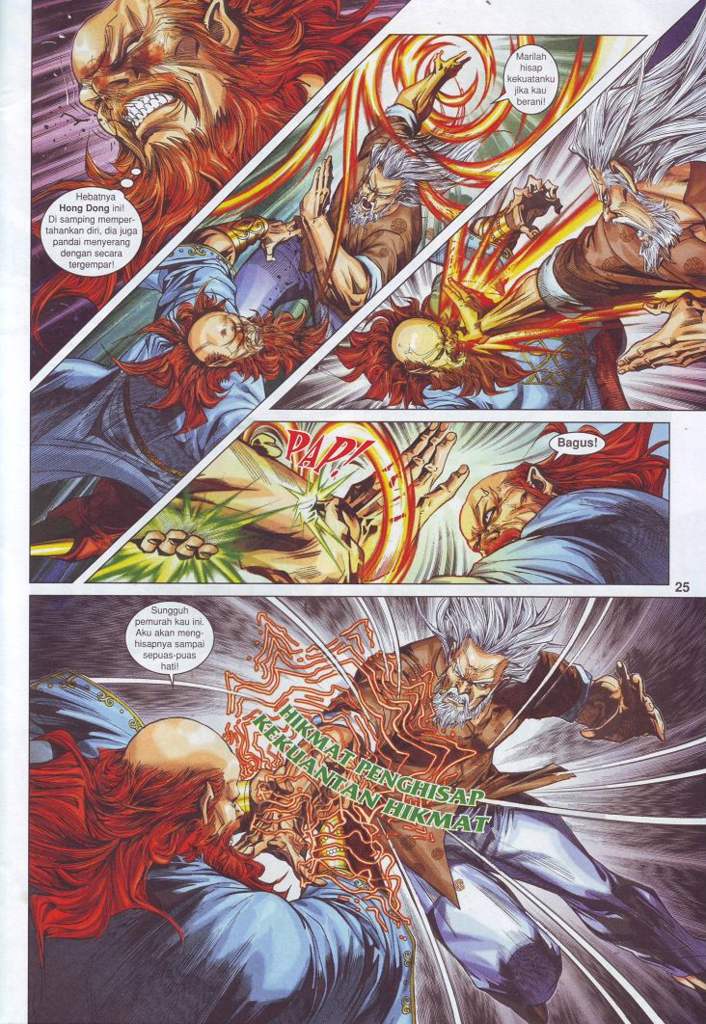 Hebatnya
Hong Dong ini!
Di samping memper-
tahankan diri, dia juga
pandai menyerang
dengan secara
tergempar!
Marilah
hisap
kekuatanku
jika kau
berani!
PAP!
Bagus!
25
Sungguh
pemurah kau ini.
Aku akan meng-
hisapnya sampai
sepuas-puas
hati!
HIKMAT PENGHISAP
KEKUANTAN HIKMAT